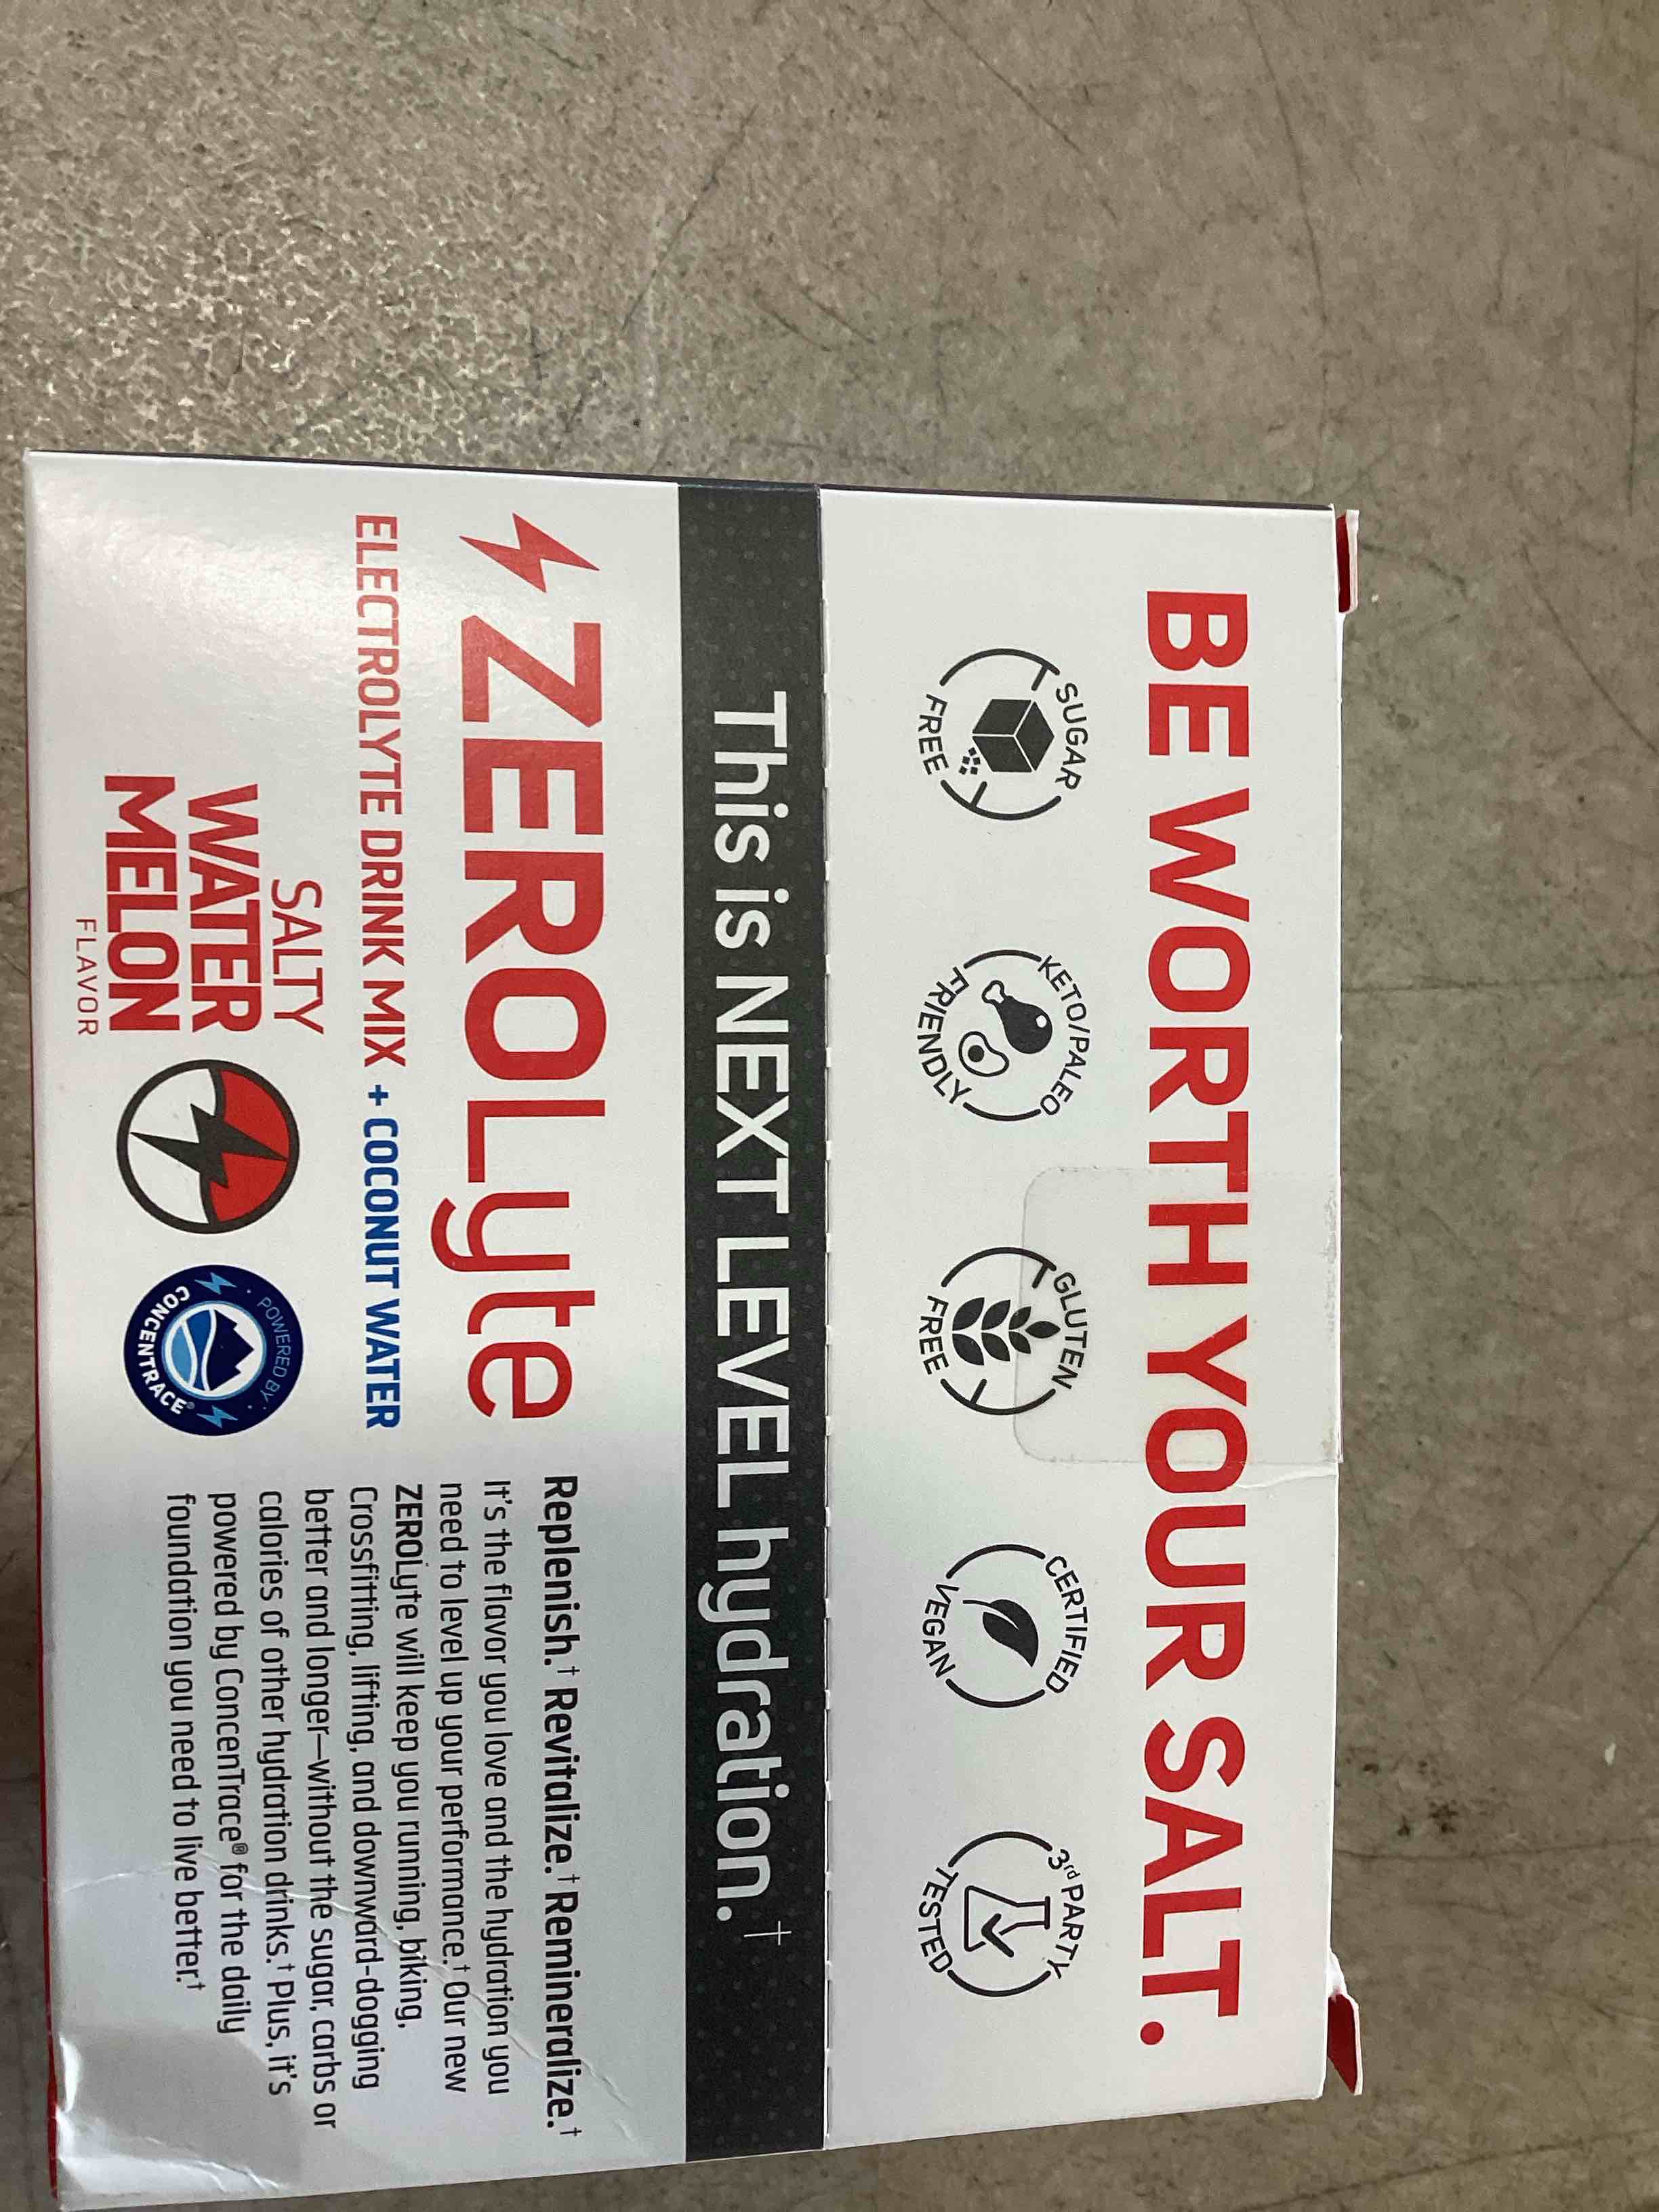 BE WORTH YOUR SALT.
SUGAR
FREE
KETO/PALEO
FRIENDLY
GLUTEN
FREE
CERTIFIED
VEGAN
3rd PARTY
TESTED
This is NEXT LEVEL hydration.†
ZEROLyte
ELECTROLYTE DRINK MIX + COCONUT WATER
SALTY
WATER
MELON
FLAVOR
POWERED BY
CONCENTRACE®
Replenish.† Revitalize.† Remineralize.†
It's the flavor you love and the hydration you
need to level up your performance.† Our new
ZEROLyte will keep you running, biking,
Crossfitting, lifting, and downward-dogging
better and longer—without the sugar, carbs or
calories of other hydration drinks.† Plus, it's
powered by ConcenTrace® for the daily
foundation you need to live better.†